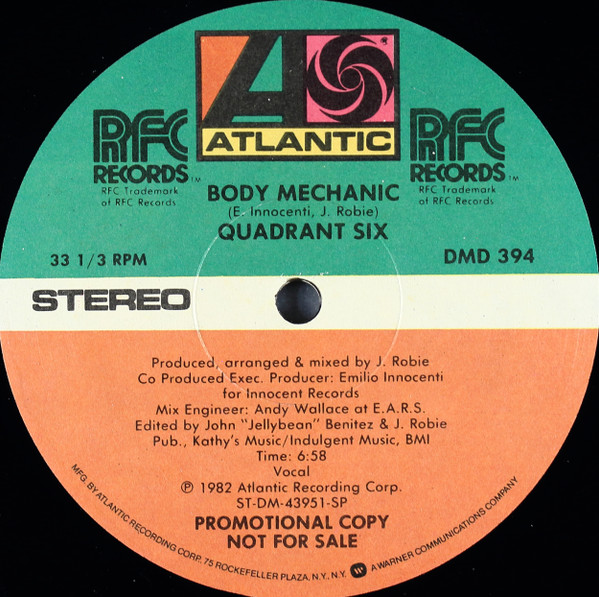 ATLANTIC
RFC
RECORDS™
RFC Trademark
of RFC Records
RFC
RECORDS™
RFC Trademark
of RFC Records
BODY MECHANIC
(E. Innocenti, J. Robie)
QUADRANT SIX
33 1/3 RPM
DMD 394
STEREO
Produced, arranged & mixed by J. Robie
Co Produced Exec. Producer: Emilio Innocenti
for Innocent Records
Mix Engineer: Andy Wallace at E.A.R.S.
Edited by John "Jellybean" Benitez & J. Robie
Pub., Kathy's Music/Indulgent Music, BMI
Time: 6:58
Vocal
℗ 1982 Atlantic Recording Corp.
ST-DM-43951-SP
PROMOTIONAL COPY
NOT FOR SALE
MFG. BY ATLANTIC RECORDING CORP. 75 ROCKEFELLER PLAZA, N.Y., N.Y. A WARNER COMMUNICATIONS COMPANY